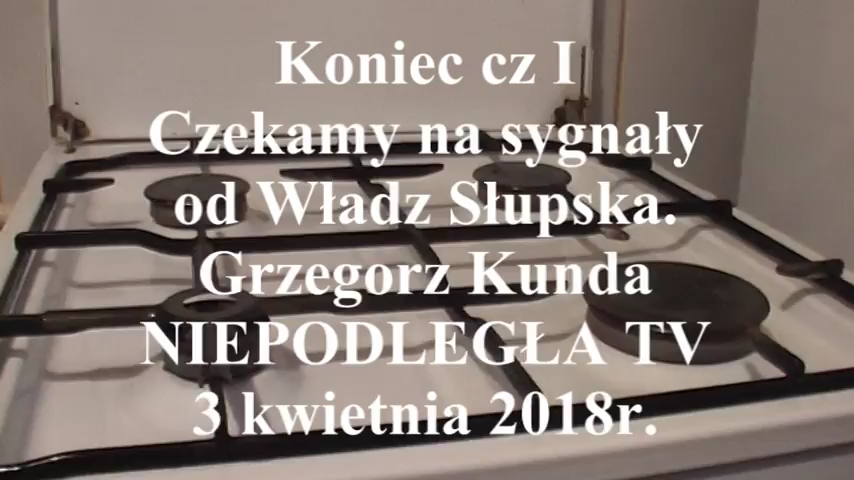 Koniec cz I
Czekamy na sygnały
od Władz Słupska.
Grzegorz Kunda
NIEPODLEGŁA TV
3 kwietnia 2018r.